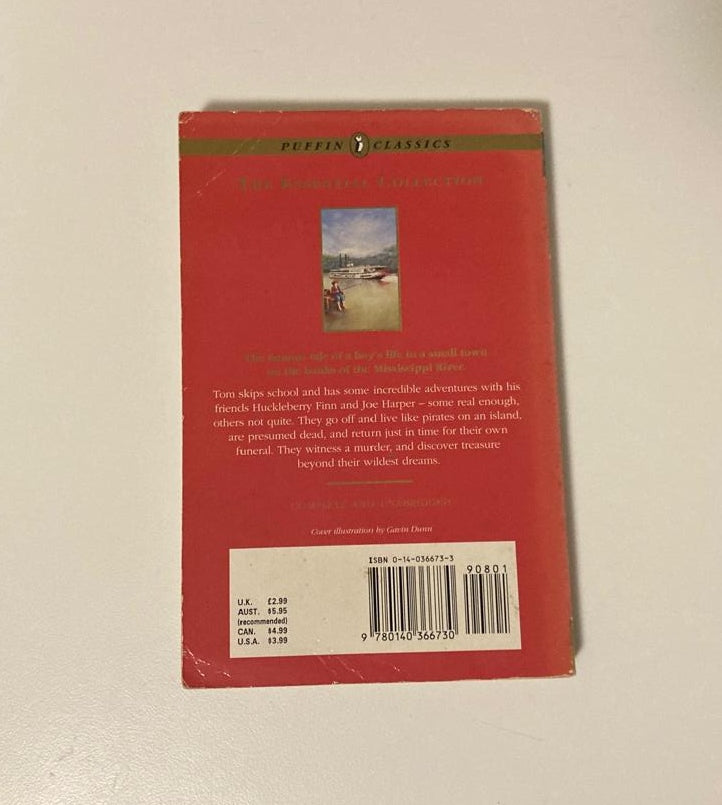 PUFFIN CLASSICS
THE ESSENTIAL COLLECTION
The famous tale of a boy's life in a small town
on the banks of the Mississippi River.
Tom skips school and has some incredible adventures with his
friends Huckleberry Finn and Joe Harper – some real enough,
others not quite. They go off and live like pirates on an island,
are presumed dead, and return just in time for their own
funeral. They witness a murder, and discover treasure
beyond their wildest dreams.
COMPLETE AND UNABRIDGED
Cover illustration by Gavin Dunn
ISBN 0-14-036673-3
90801
U.K. £2.99
AUST. $5.95
(recommended)
CAN. $4.99
U.S.A. $3.99
9 780140 366730